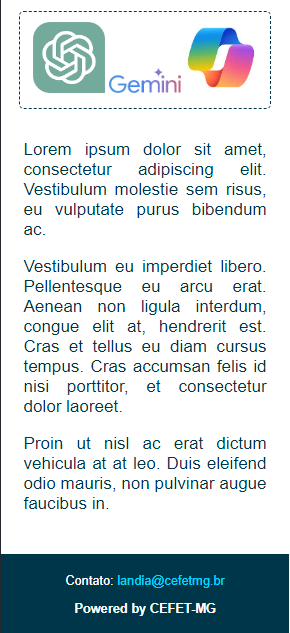 Gemini
Lorem ipsum dolor sit amet,
consectetur adipiscing elit.
Vestibulum molestie sem risus,
eu vulputate purus bibendum
ac.
Vestibulum eu imperdiet libero.
Pellentesque eu arcu erat.
Aenean non ligula interdum,
congue elit at, hendrerit est.
Cras et tellus eu diam cursus
tempus. Cras accumsan felis id
nisi porttitor, et consectetur
dolor laoreet.
Proin ut nisl ac erat dictum
vehicula at at leo. Duis eleifend
odio mauris, non pulvinar augue
faucibus in.
Contato: landia@cefetmg.br
Powered by CEFET-MG